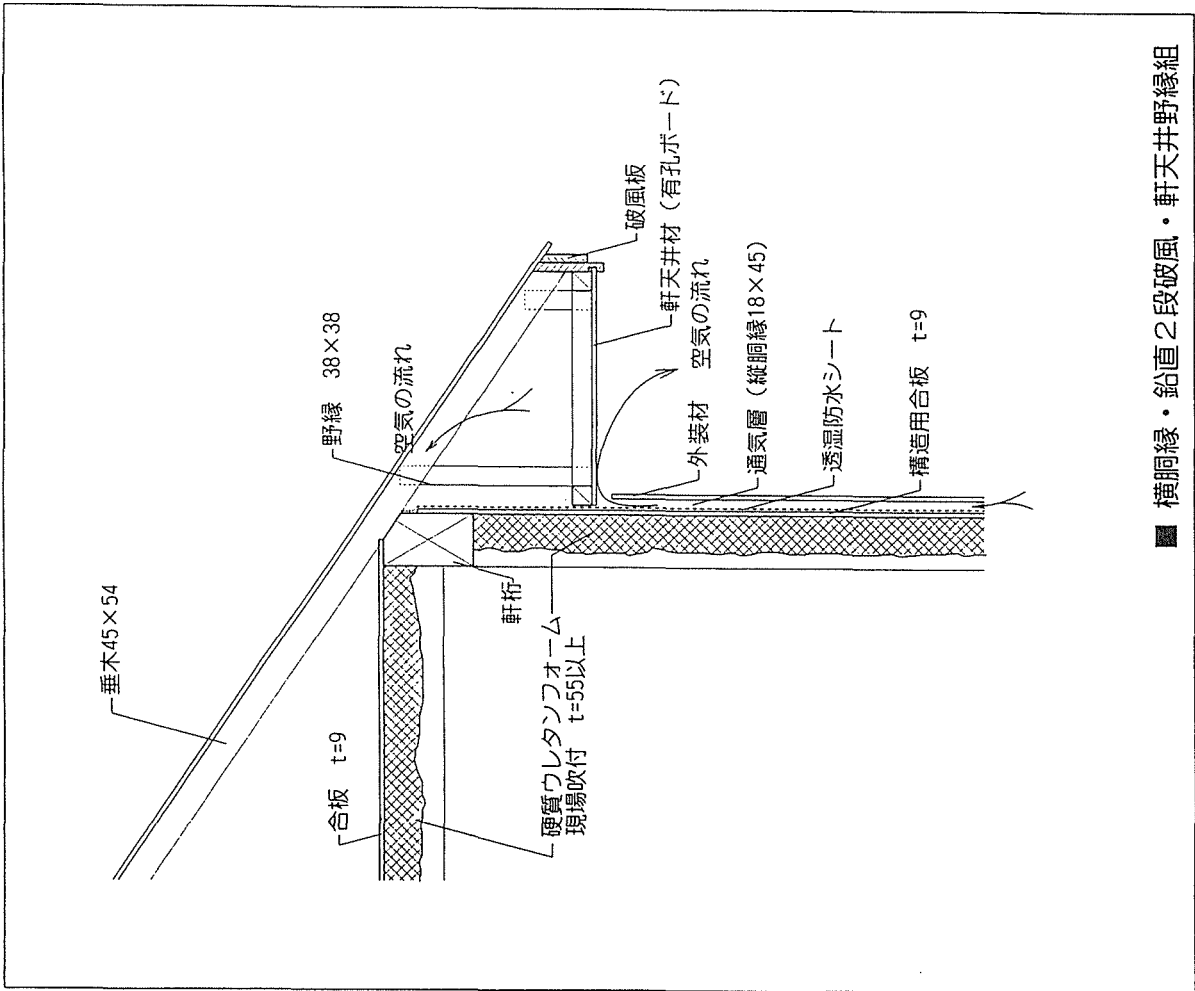 垂木45×54
合板 t=9
野縁 38×38
空気の流れ
軒桁
硬質ウレタンフォーム
現場吹付 t=55以上
破風板
軒天井材（有孔ボード）
空気の流れ
外装材
通気層（縦胴縁18×45）
透湿防水シート
構造用合板 t=9
■ 横胴縁・鉛直２段破風・軒天井野縁組